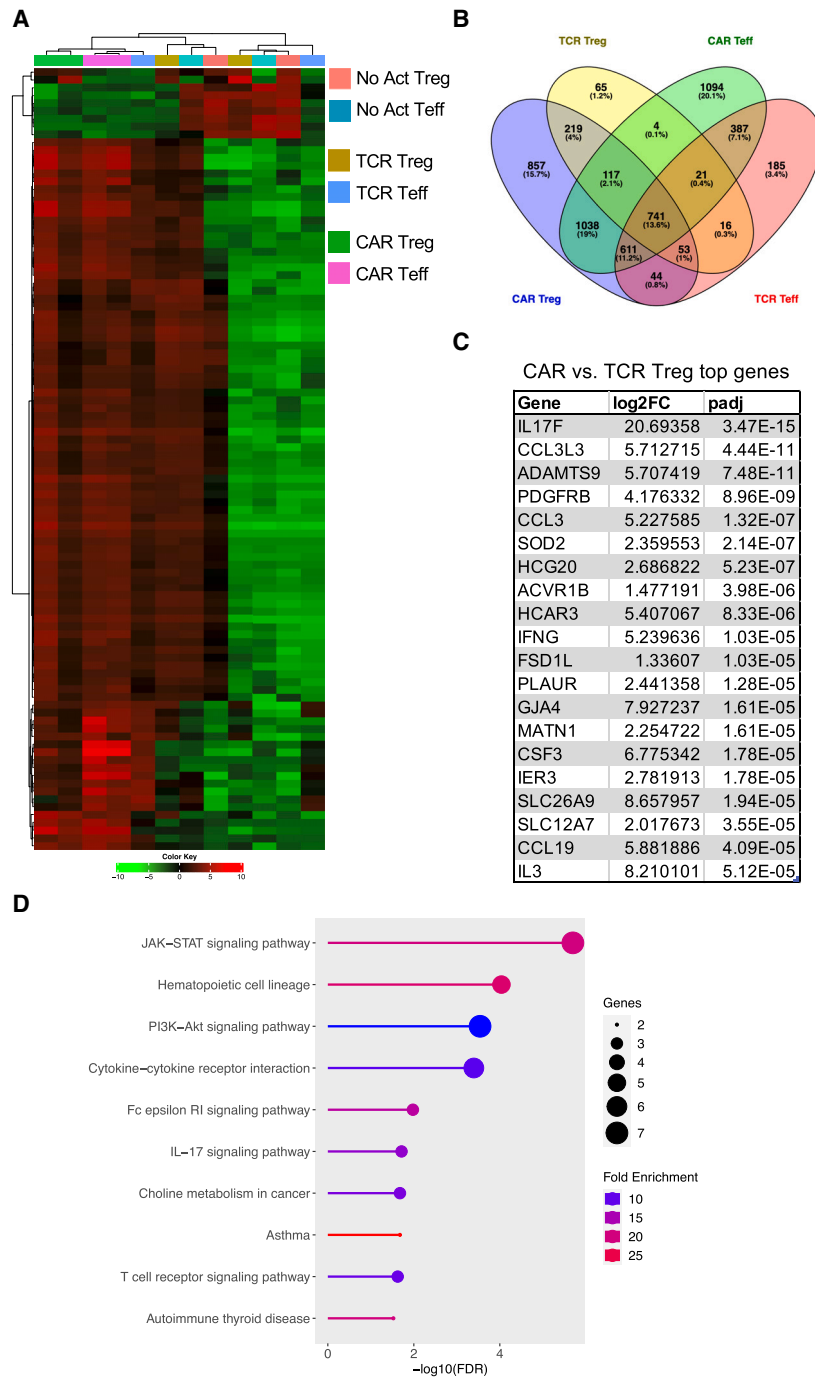 A
No Act Treg
No Act Teff
TCR Treg
TCR Teff
CAR Treg
CAR Teff
Color Key
−10 −5 0 5 10
B
TCR Treg CAR Teff
65
(1.2%)
1094
(20.1%)
219
(4%)
4
(0.1%)
387
(7.1%)
857
(15.7%)
117
(2.1%)
21
(0.4%)
185
(3.4%)
741
(13.6%)
1038
(19%)
16
(0.3%)
611
(11.2%)
53
(1%)
44
(0.8%)
CAR Treg TCR Teff
C
CAR vs. TCR Treg top genes
Gene log2FC padj
IL17F 20.69358 3.47E-15
CCL3L3 5.712715 4.44E-11
ADAMTS9 5.707419 7.48E-11
PDGFRB 4.176332 8.96E-09
CCL3 5.227585 1.32E-07
SOD2 2.359553 2.14E-07
HCG20 2.686822 5.23E-07
ACVR1B 1.477191 3.98E-06
HCAR3 5.407067 8.33E-06
IFNG 5.239636 1.03E-05
FSD1L 1.33607 1.03E-05
PLAUR 2.441358 1.28E-05
GJA4 7.927237 1.61E-05
MATN1 2.254722 1.61E-05
CSF3 6.775342 1.78E-05
IER3 2.781913 1.78E-05
SLC26A9 8.657957 1.94E-05
SLC12A7 2.017673 3.55E-05
CCL19 5.881886 4.09E-05
IL3 8.210101 5.12E-05
D
JAK−STAT signaling pathway
Hematopoietic cell lineage
PI3K−Akt signaling pathway
Cytokine−cytokine receptor interaction
Fc epsilon RI signaling pathway
IL−17 signaling pathway
Choline metabolism in cancer
Asthma
T cell receptor signaling pathway
Autoimmune thyroid disease
0 2 4
−log10(FDR)
Genes
2
3
4
5
6
7
Fold Enrichment
10
15
20
25